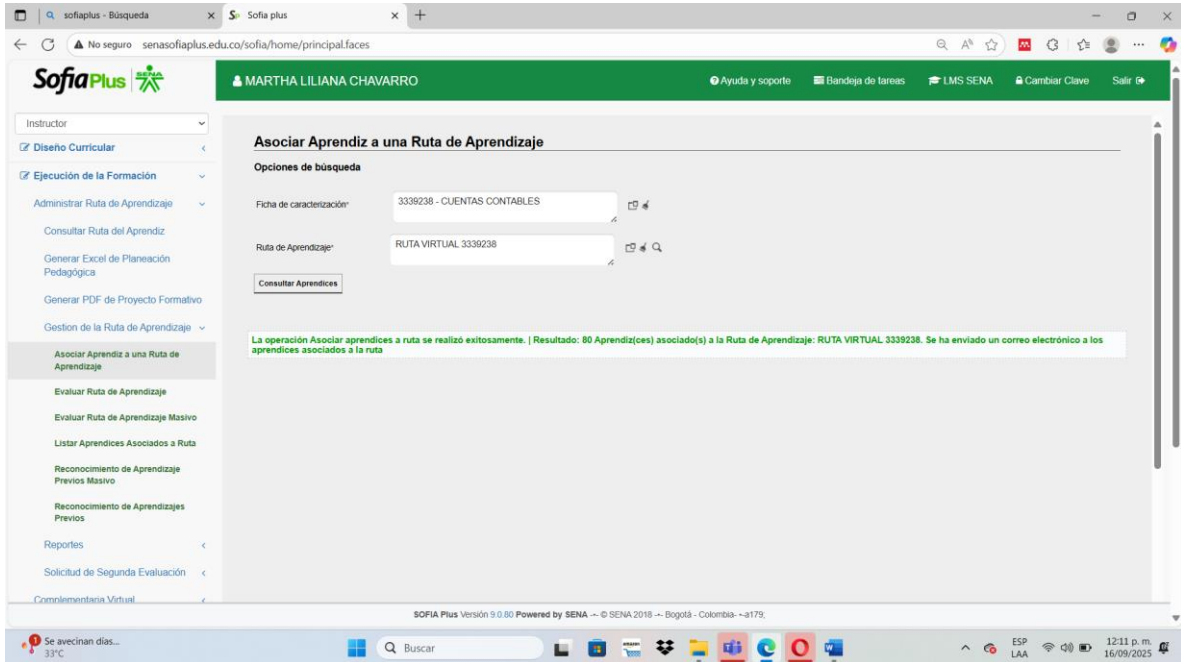 sofiaplus - Búsqueda
Sofia plus
No seguro senasofiaplus.edu.co/sofia/home/principal.faces
SofiaPlus SENA
MARTHA LILIANA CHAVARRO
Ayuda y soporte
Bandeja de tareas
LMS SENA
Cambiar Clave
Salir
Instructor
Diseño Curricular
Ejecución de la Formación
Administrar Ruta de Aprendizaje
Consultar Ruta del Aprendiz
Generar Excel de Planeación
Pedagógica
Generar PDF de Proyecto Formativo
Gestion de la Ruta de Aprendizaje
Asociar Aprendiz a una Ruta de
Aprendizaje
Evaluar Ruta de Aprendizaje
Evaluar Ruta de Aprendizaje Masivo
Listar Aprendices Asociados a Ruta
Reconocimiento de Aprendizaje
Previos Masivo
Reconocimiento de Aprendizajes
Previos
Reportes
Solicitud de Segunda Evaluación
Complementaria Virtual
Asociar Aprendiz a una Ruta de Aprendizaje
Opciones de búsqueda
Ficha de caracterización*
3339238 - CUENTAS CONTABLES
Ruta de Aprendizaje*
RUTA VIRTUAL 3339238
Consultar Aprendices
La operación Asociar aprendices a ruta se realizó exitosamente. | Resultado: 80 Aprendiz(ces) asociado(s) a la Ruta de Aprendizaje: RUTA VIRTUAL 3339238. Se ha enviado un correo electrónico a los
aprendices asociados a la ruta
SOFIA Plus Versión 9.0.80 Powered by SENA -•- © SENA 2018 -•- Bogotá - Colombia- -•-a179;
1
Se avecinan días...
33°C
Buscar
ESP
LAA
12:11 p. m.
16/09/2025